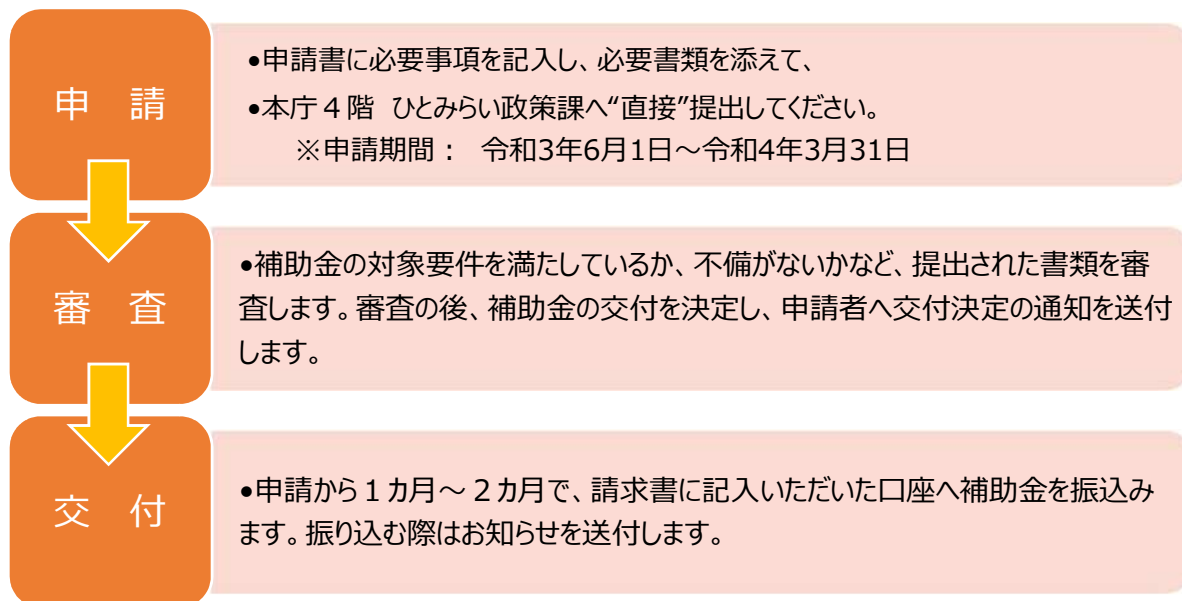 申　請
•申請書に必要事項を記入し、必要書類を添えて、
•本庁４階 ひとみらい政策課へ“直接”提出してください。
※申請期間： 令和3年6月1日～令和4年3月31日
審　査
•補助金の対象要件を満たしているか、不備がないかなど、提出された書類を審
査します。審査の後、補助金の交付を決定し、申請者へ交付決定の通知を送付
します。
交　付
•申請から１カ月～２カ月で、請求書に記入いただいた口座へ補助金を振込み
ます。振り込む際はお知らせを送付します。